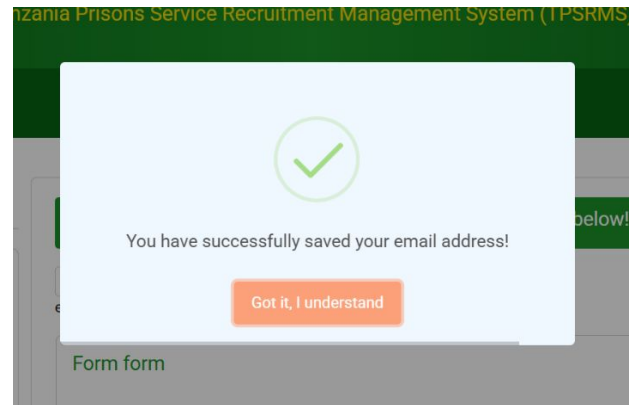 nzania Prisons Service Recruitment Management System (TPSRMS)
below!
You have successfully saved your email address!
Got it, I understand
e
Form form